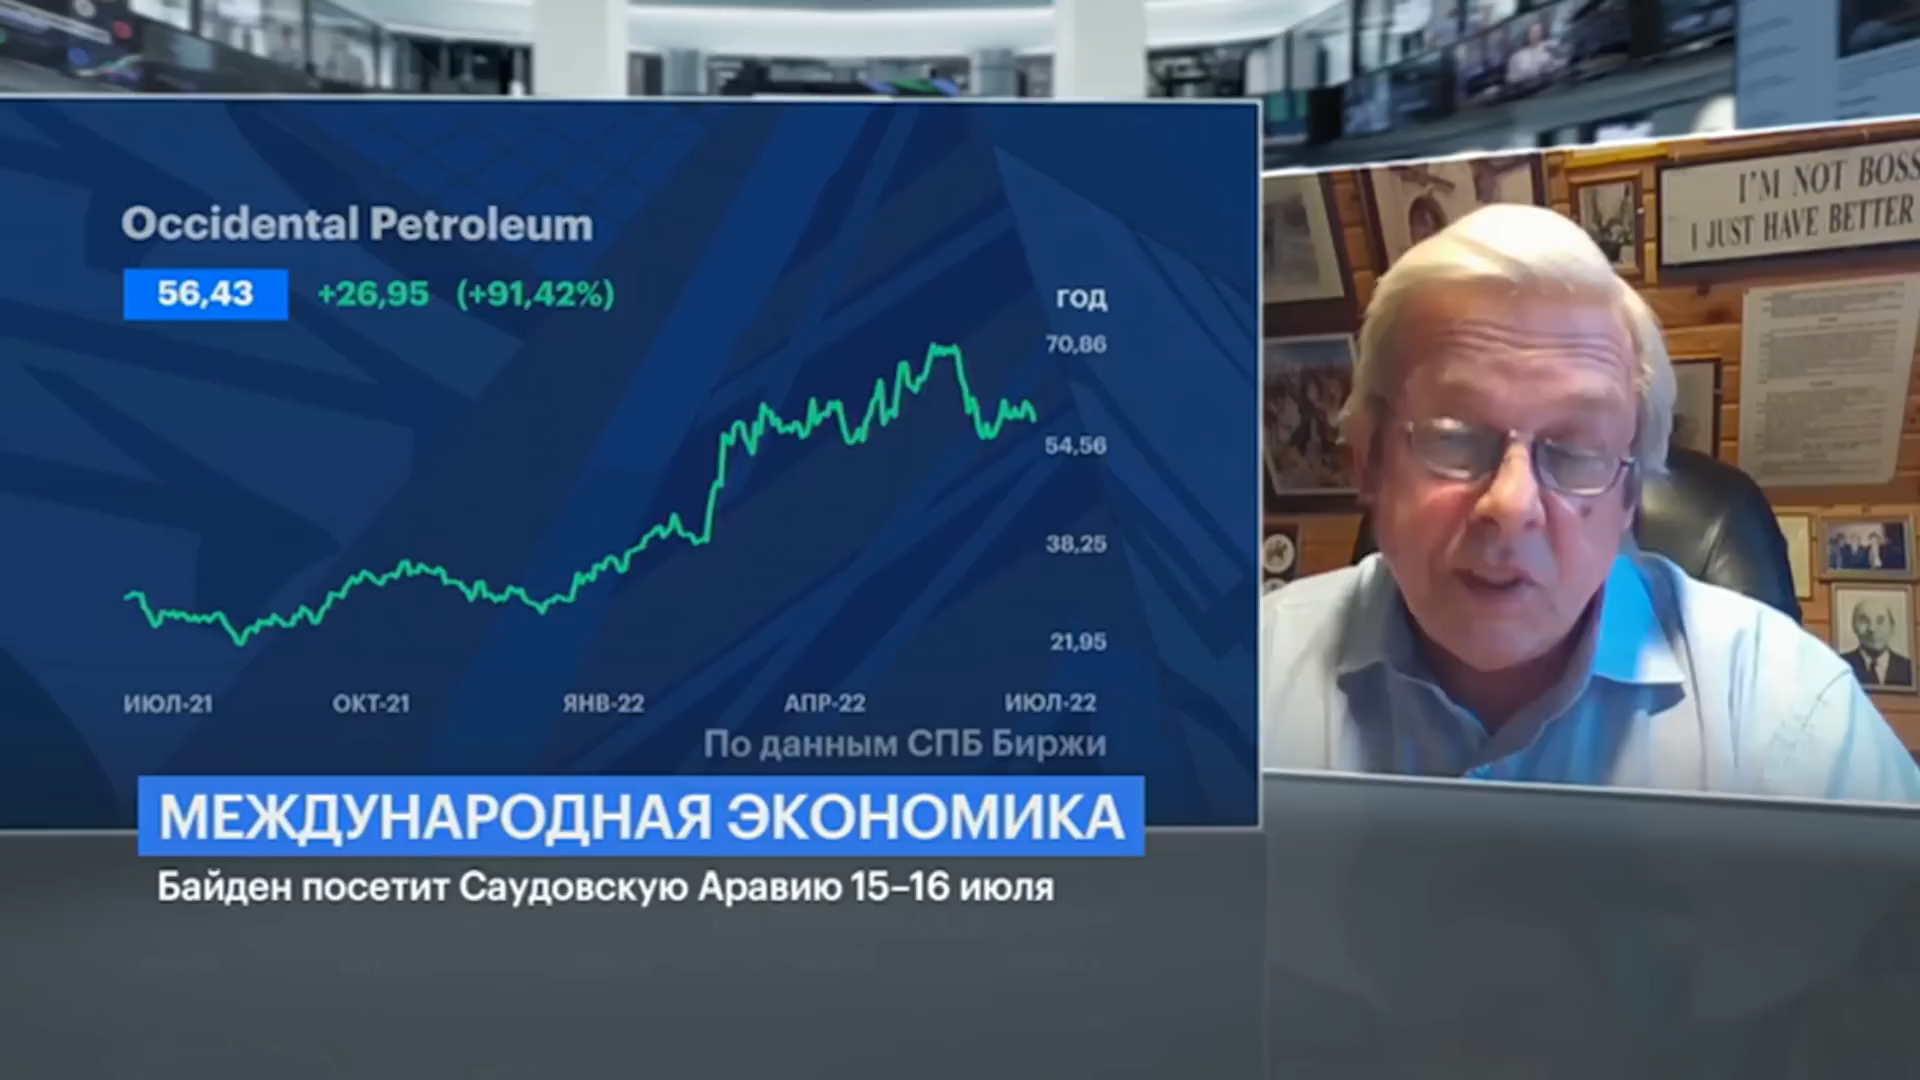 Occidental Petroleum
56,43 +26,95 (+91,42%)
ГОД
70,86
54,56
38,25
21,95
ИЮЛ-21 ОКТ-21 ЯНВ-22 АПР-22 ИЮЛ-22
По данным СПБ Биржи
МЕЖДУНАРОДНАЯ ЭКОНОМИКА
Байден посетит Саудовскую Аравию 15–16 июля
I'M NOT BOSS
I JUST HAVE BETTER